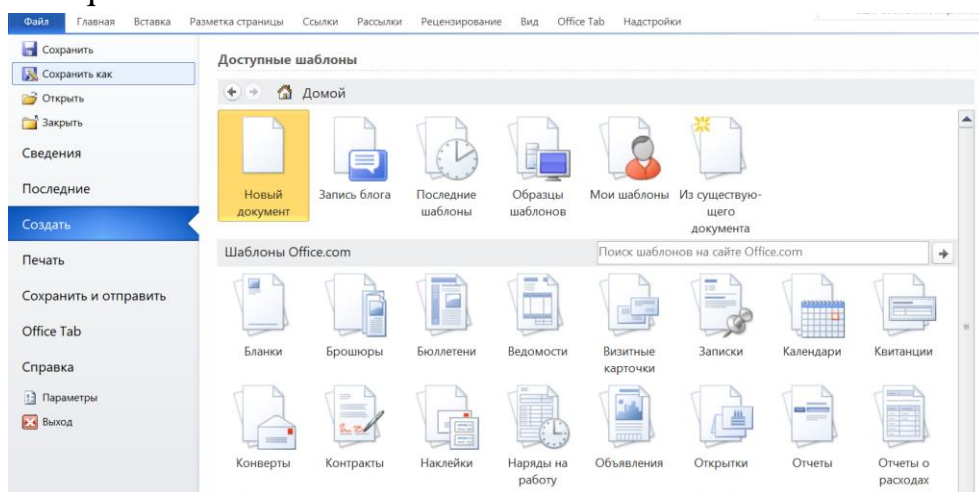 Файл Главная Вставка Разметка страницы Ссылки Рассылки Рецензирование Вид Office Tab Надстройки
Сохранить
Сохранить как
Открыть
Закрыть
Сведения
Последние
Создать
Печать
Сохранить и отправить
Office Tab
Справка
Параметры
Выход
Доступные шаблоны
Домой
Новый
документ
Запись блога
Последние
шаблоны
Образцы
шаблонов
Мои шаблоны
Из существую-
щего
документа
Шаблоны Office.com
Поиск шаблонов на сайте Office.com
Бланки
Брошюры
Бюллетени
Ведомости
Визитные
карточки
Записки
Календари
Квитанции
Конверты
Контракты
Наклейки
Наряды на
работу
Объявления
Открытки
Отчеты
Отчеты о
расходах